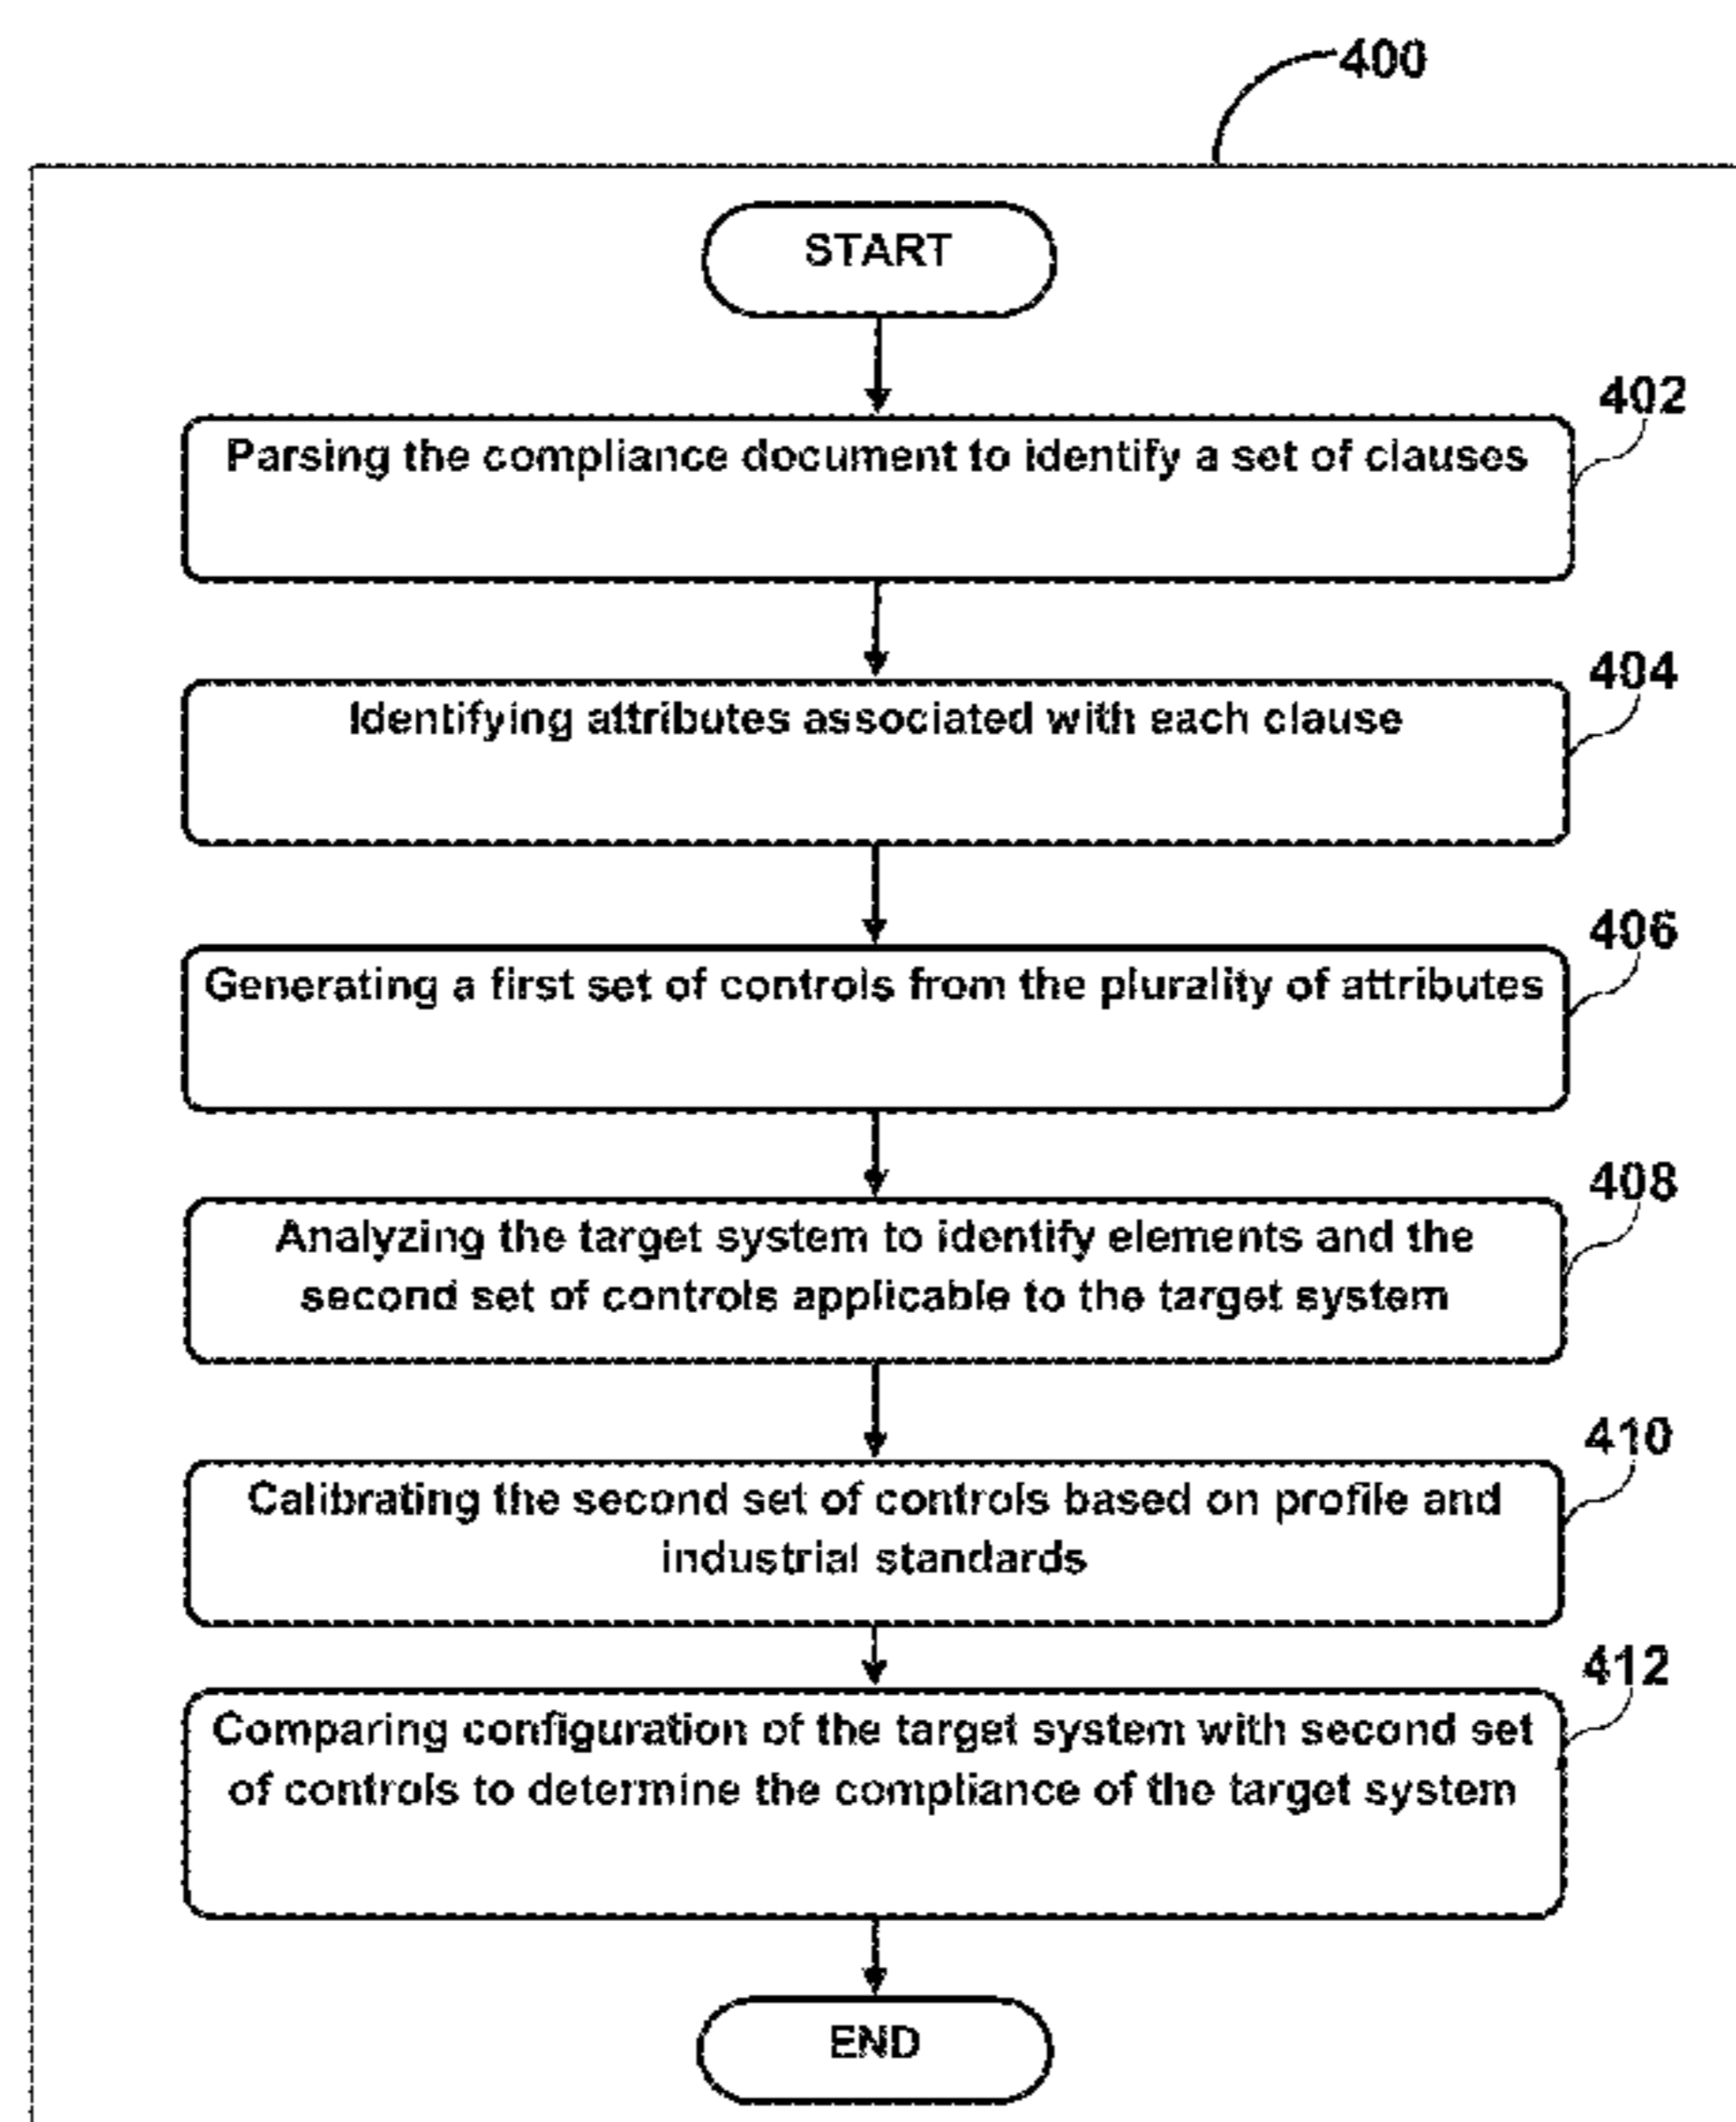 400
START
402
Parsing the compliance document to identify a set of clauses
404
Identifying attributes associated with each clause
406
Generating a first set of controls from the plurality of attributes
408
Analyzing the target system to identify elements and the
second set of controls applicable to the target system
410
Calibrating the second set of controls based on profile and
industrial standards
412
Comparing configuration of the target system with second set
of controls to determine the compliance of the target system
END